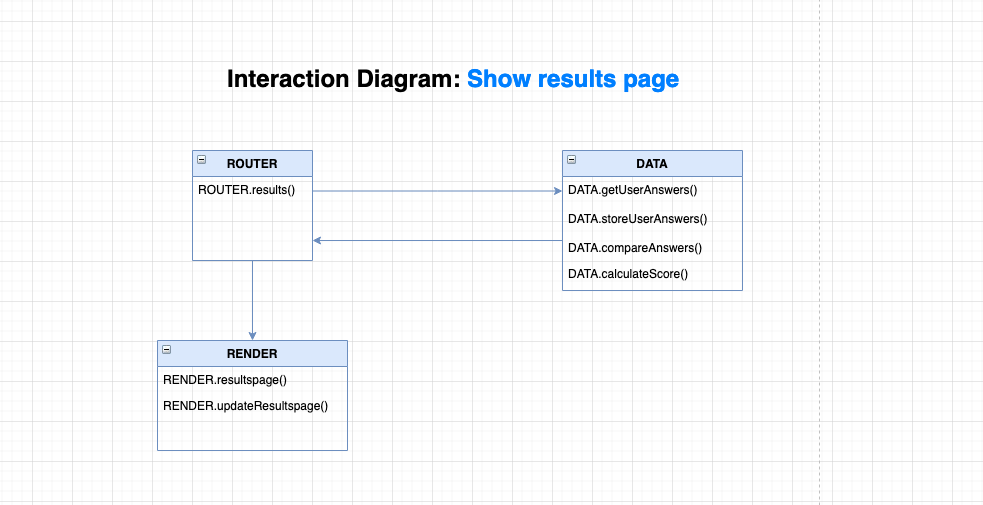 Interaction Diagram: Show results page
ROUTER
ROUTER.results()
DATA
DATA.getUserAnswers()
DATA.storeUserAnswers()
DATA.compareAnswers()
DATA.calculateScore()
RENDER
RENDER.resultspage()
RENDER.updateResultspage()